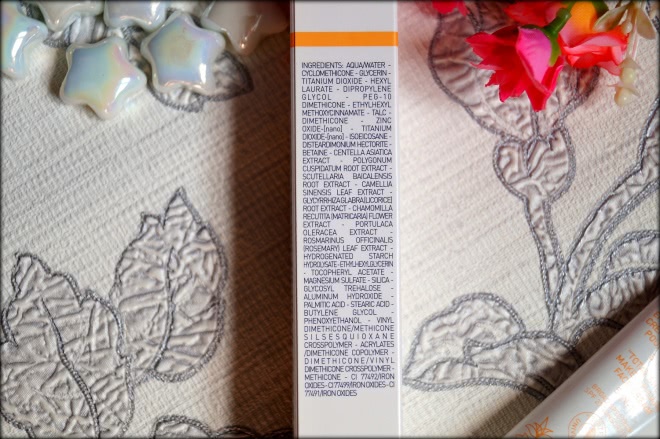 INGREDIENTS: AQUA/WATER -
CYCLOMETHICONE - GLYCERIN -
TITANIUM DIOXIDE - HEXYL
LAURATE - DIPROPYLENE
GLYCOL - PEG-10
DIMETHICONE - ETHYLHEXYL
METHOXYCINNAMATE - TALC -
DIMETHICONE - ZINC
OXIDE-[nano] - TITANIUM
DIOXIDE-[nano] - ISOEICOSANE -
DISTEARDIMONIUM HECTORITE -
BETAINE - CENTELLA ASIATICA
EXTRACT - POLYGONUM
CUSPIDATUM ROOT EXTRACT -
SCUTELLARIA BAICALENSIS
ROOT EXTRACT - CAMELLIA
SINENSIS LEAF EXTRACT -
GLYCYRRHIZA GLABRA (LICORICE)
ROOT EXTRACT - CHAMOMILLA
RECUTITA (MATRICARIA) FLOWER
EXTRACT - PORTULACA
OLERACEA EXTRACT -
ROSMARINUS OFFICINALIS
(ROSEMARY) LEAF EXTRACT -
HYDROGENATED STARCH
HYDROLYSATE - ETHYLHEXYLGLYCERIN
- TOCOPHERYL ACETATE -
MAGNESIUM SULFATE - SILICA -
GLYCOSYL TREHALOSE -
ALUMINUM HYDROXIDE -
PALMITIC ACID - STEARIC ACID -
BUTYLENE GLYCOL -
PHENOXYETHANOL - VINYL
DIMETHICONE/METHICONE
SILSESQUIOXANE
CROSSPOLYMER - ACRYLATES
/DIMETHICONE COPOLYMER -
DIMETHICONE/VINYL
DIMETHICONE CROSSPOLYMER -
METHICONE - CI 77492/IRON
OXIDES - CI 77499/IRON OXIDES - CI
77491/IRON OXIDES